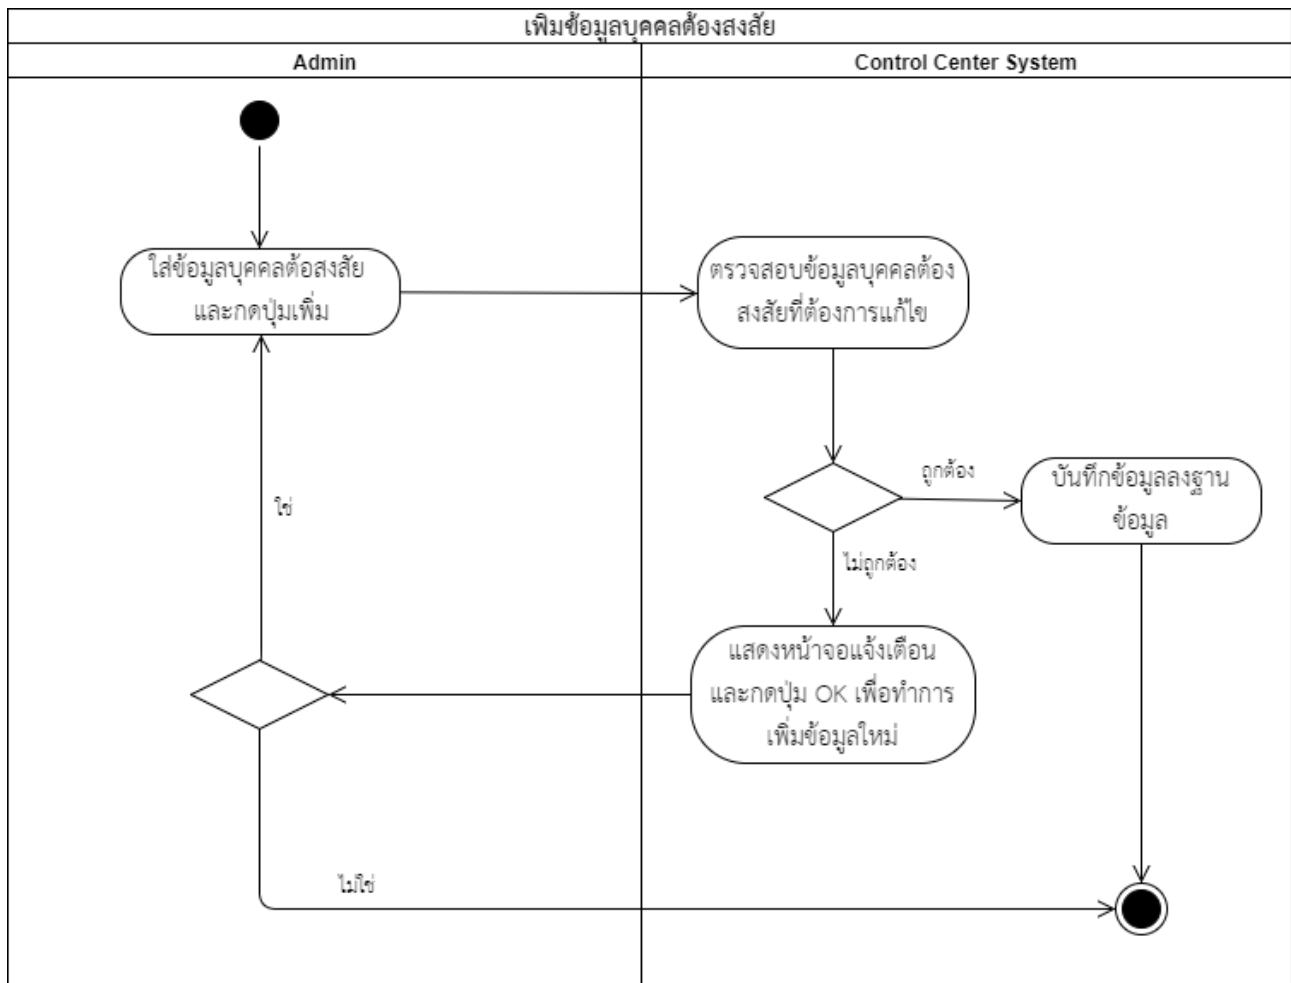 เพิ่มข้อมูลบุคคลต้องสงสัย
Admin
Control Center System
ใส่ข้อมูลบุคคลต้อสงสัย
และกดปุ่มเพิ่ม
ตรวจสอบข้อมูลบุคคลต้อง
สงสัยที่ต้องการแก้ไข
ถูกต้อง
บันทึกข้อมูลลงฐาน
ข้อมูล
ใช่
ไม่ถูกต้อง
แสดงหน้าจอแจ้งเตือน
และกดปุ่ม OK เพื่อทำการ
เพิ่มข้อมูลใหม่
ไม่ใช่